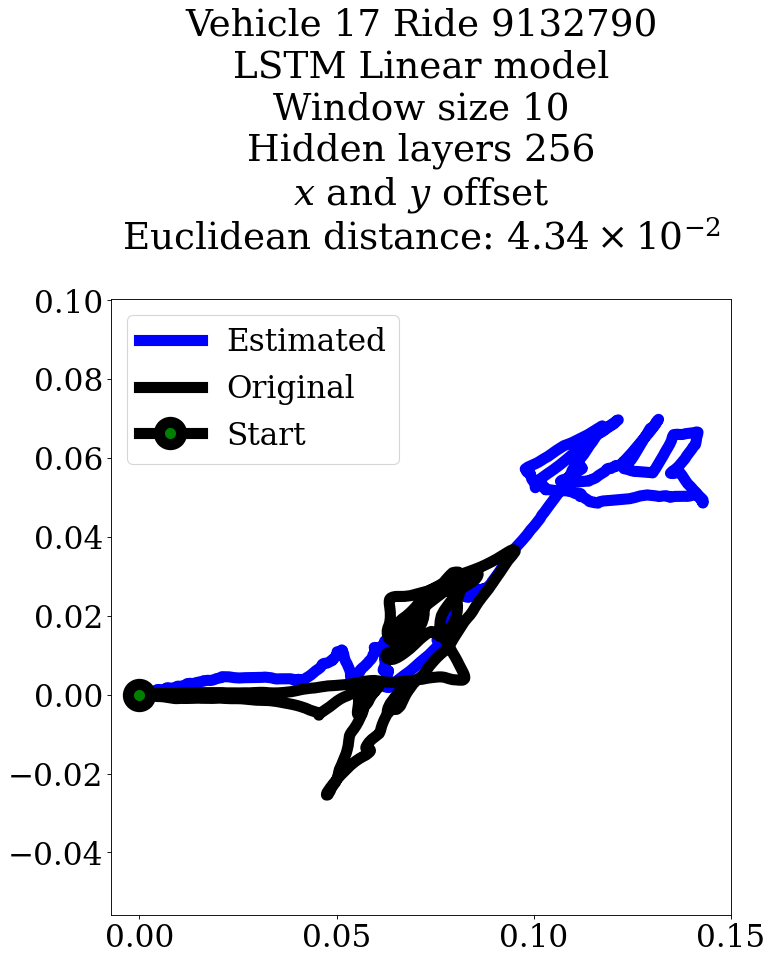 Vehicle 17 Ride 9132790
LSTM Linear model
Window size 10
Hidden layers 256
x and y offset
Euclidean distance: 4.34 × 10⁻²
Estimated
Original
Start
0.10
0.08
0.06
0.04
0.02
0.00
−0.02
−0.04
0.00 0.05 0.10 0.15